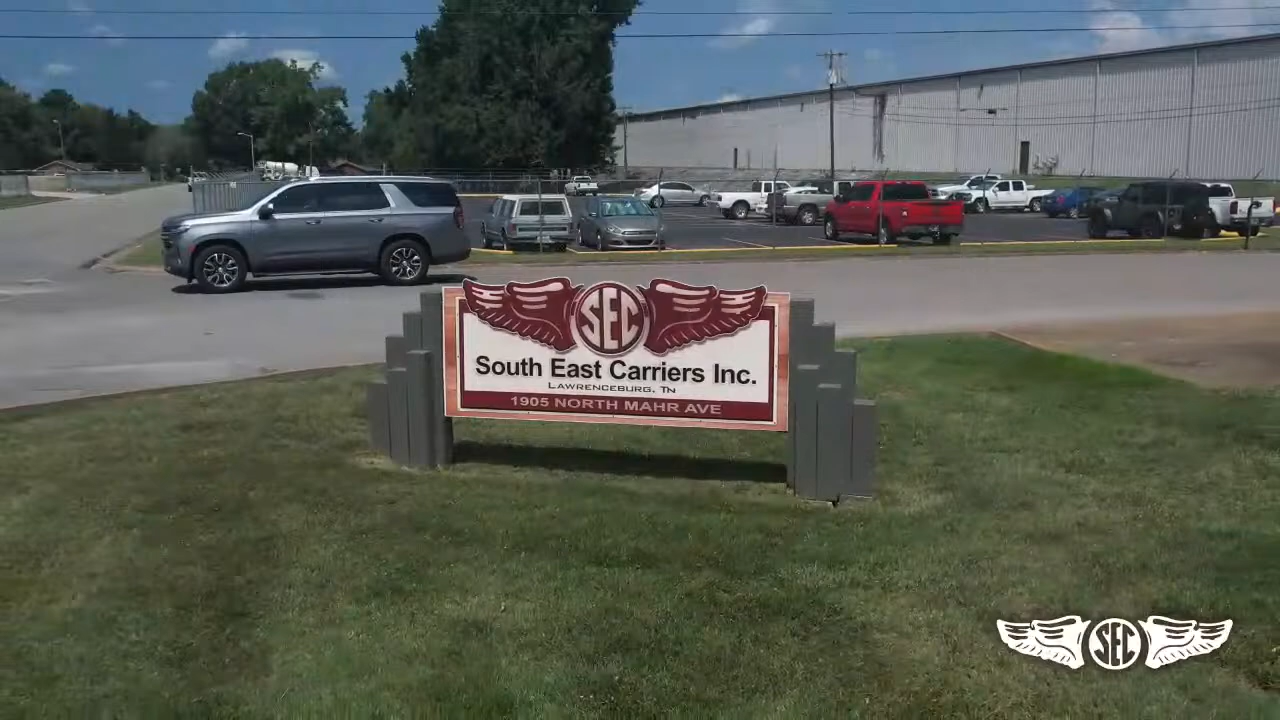 SEC
South East Carriers Inc.
LAWRENCEBURG, TN
1905 NORTH MAHR AVE
SEC